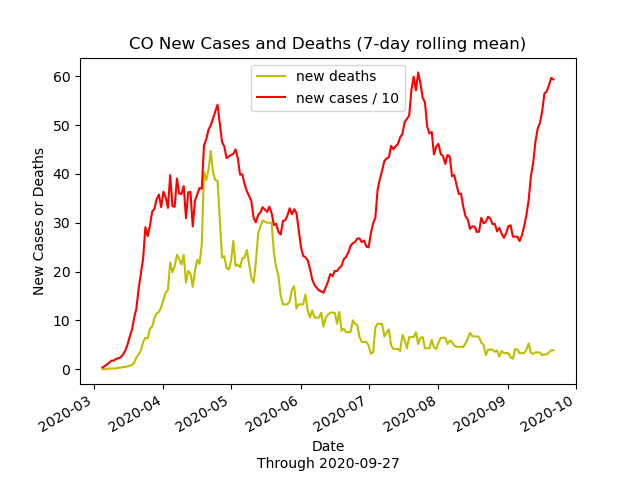 CO New Cases and Deaths (7-day rolling mean)
new deaths
new cases / 10
New Cases or Deaths
60
50
40
30
20
10
0
2020-03
2020-04
2020-05
2020-06
2020-07
2020-08
2020-09
2020-10
Date
Through 2020-09-27